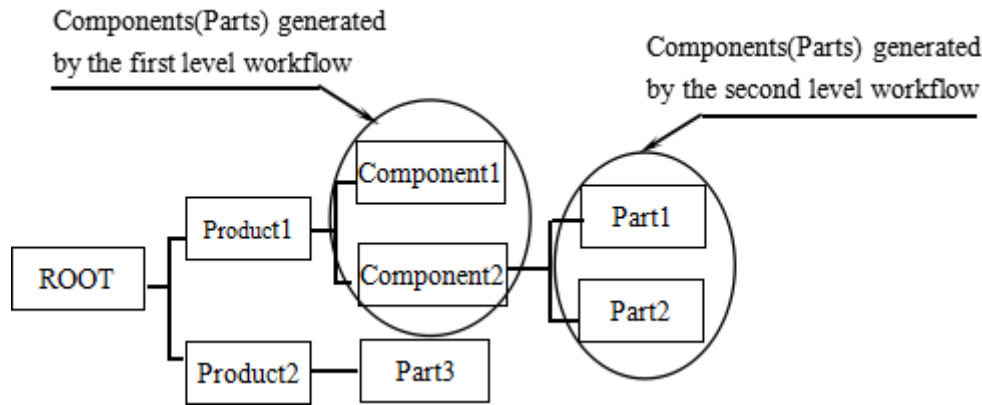 Components(Parts) generated
by the first level workflow
Components(Parts) generated
by the second level workflow
Component1
Part1
Product1
ROOT
Component2
Part2
Product2
Part3